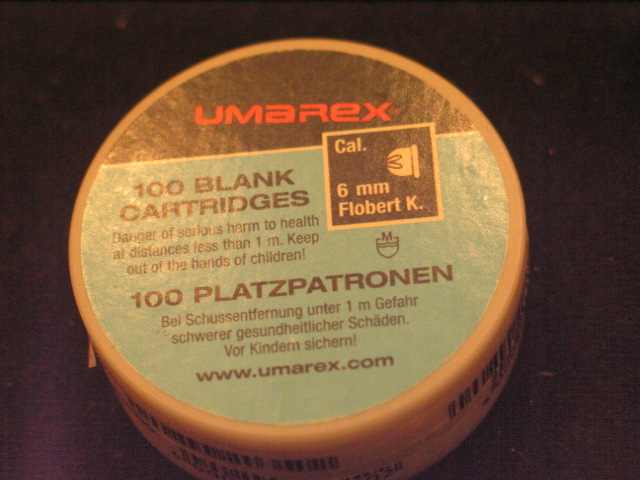 UMAREX®
Cal.
6 mm
Flobert K.
100 BLANK
CARTRIDGES
Danger of serious harm to health
at distances less than 1 m. Keep
out of the hands of children!
M
100 PLATZPATRONEN
Bei Schussentfernung unter 1 m Gefahr
schwerer gesundheitlicher Schäden.
Vor Kindern sichern!
www.umarex.com